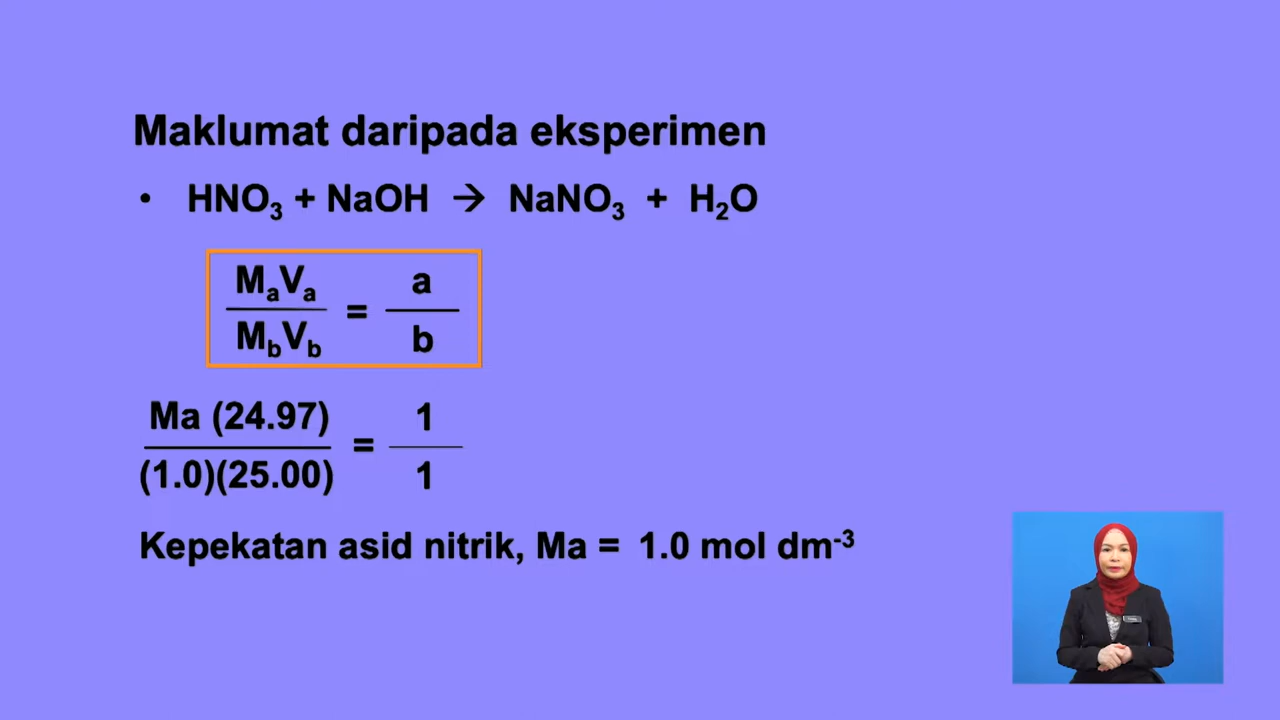 Maklumat daripada eksperimen
• HNO₃ + NaOH → NaNO₃ + H₂O
MₐVₐ / M_bV_b = a / b
Ma (24.97) / (1.0)(25.00) = 1 / 1
Kepekatan asid nitrik, Ma = 1.0 mol dm⁻³